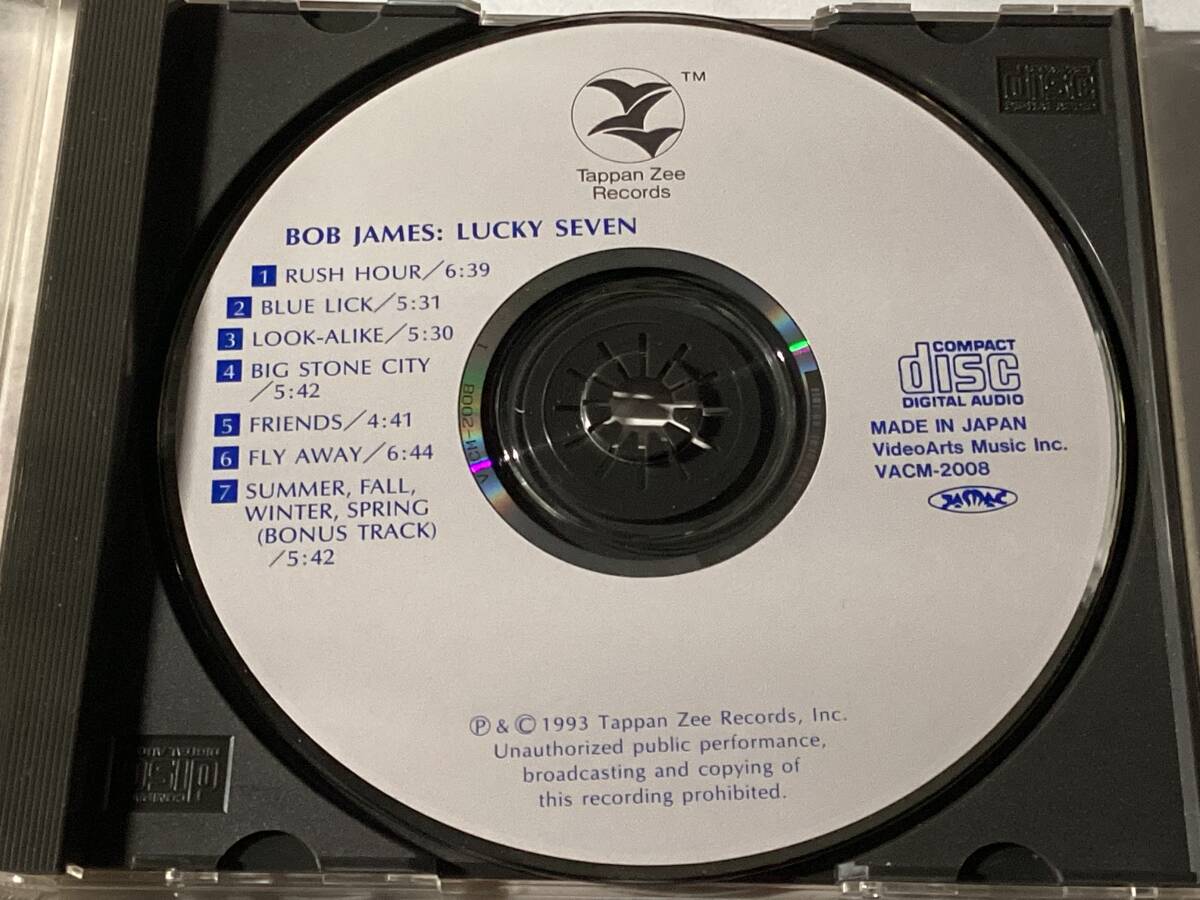 TM
Tappan Zee
Records
BOB JAMES: LUCKY SEVEN
1 RUSH HOUR/6:39
2 BLUE LICK/5:31
3 LOOK-ALIKE/5:30
4 BIG STONE CITY
/5:42
5 FRIENDS/4:41
6 FLY AWAY/6:44
7 SUMMER, FALL,
WINTER, SPRING
(BONUS TRACK)
/5:42
COMPACT
disc
DIGITAL AUDIO
MADE IN JAPAN
VideoArts Music Inc.
VACM-2008
JASRAC
℗ & © 1993 Tappan Zee Records, Inc.
Unauthorized public performance,
broadcasting and copying of
this recording prohibited.
disc
disc